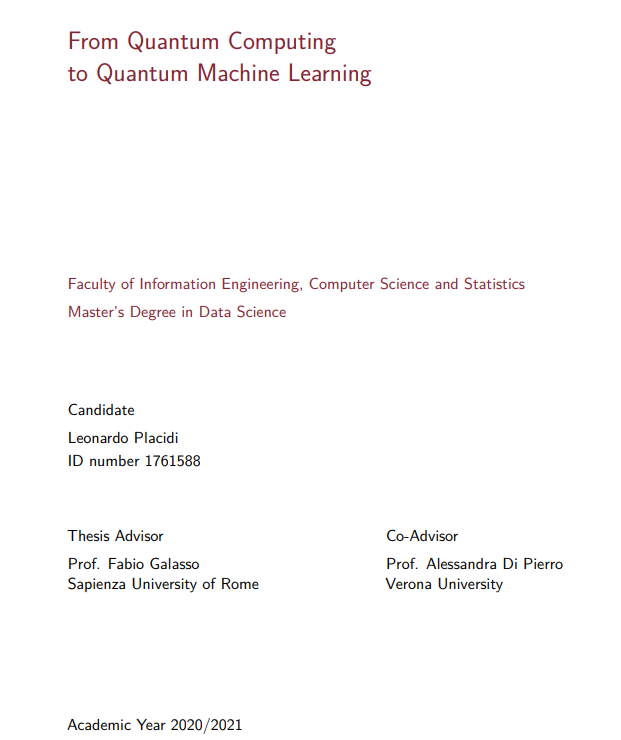 From Quantum Computing
to Quantum Machine Learning
Faculty of Information Engineering, Computer Science and Statistics
Master's Degree in Data Science
Candidate
Leonardo Placidi
ID number 1761588
Thesis Advisor
Prof. Fabio Galasso
Sapienza University of Rome
Co-Advisor
Prof. Alessandra Di Pierro
Verona University
Academic Year 2020/2021